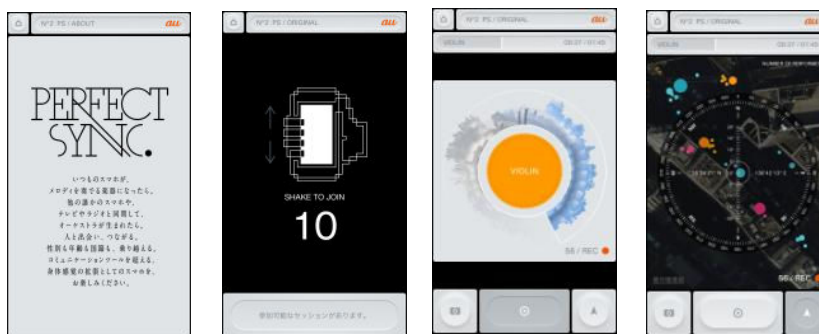 N°2 PS / ABOUT
au
PERFECT
SYNC.
いつものスマホが、
メロディを奏でる楽器になったら。
他の誰かのスマホや、
テレビやラジオと同期して、
オーケストラが生まれたら。
人と出会い、つながる。
性別も年齢も国籍も、乗り越える。
コミュニケーションツールを超える、
身体感覚の拡張としてのスマホを、
お楽しみください。
N°2 PS / ORIGINAL
au
SHAKE TO JOIN
10
参加可能なセッションがあります。
N°2 PS / ORIGINAL
au
VIOLIN
00:27 / 01:45
VIOLIN
56 / REC
N°2 PS / ORIGINAL
au
VIOLIN
00:27 / 01:45
56 / REC